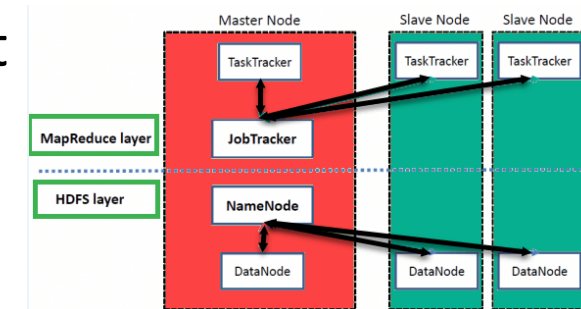 t
Master Node
Slave Node
Slave Node
TaskTracker
TaskTracker
TaskTracker
MapReduce layer
JobTracker
HDFS layer
NameNode
DataNode
DataNode
DataNode